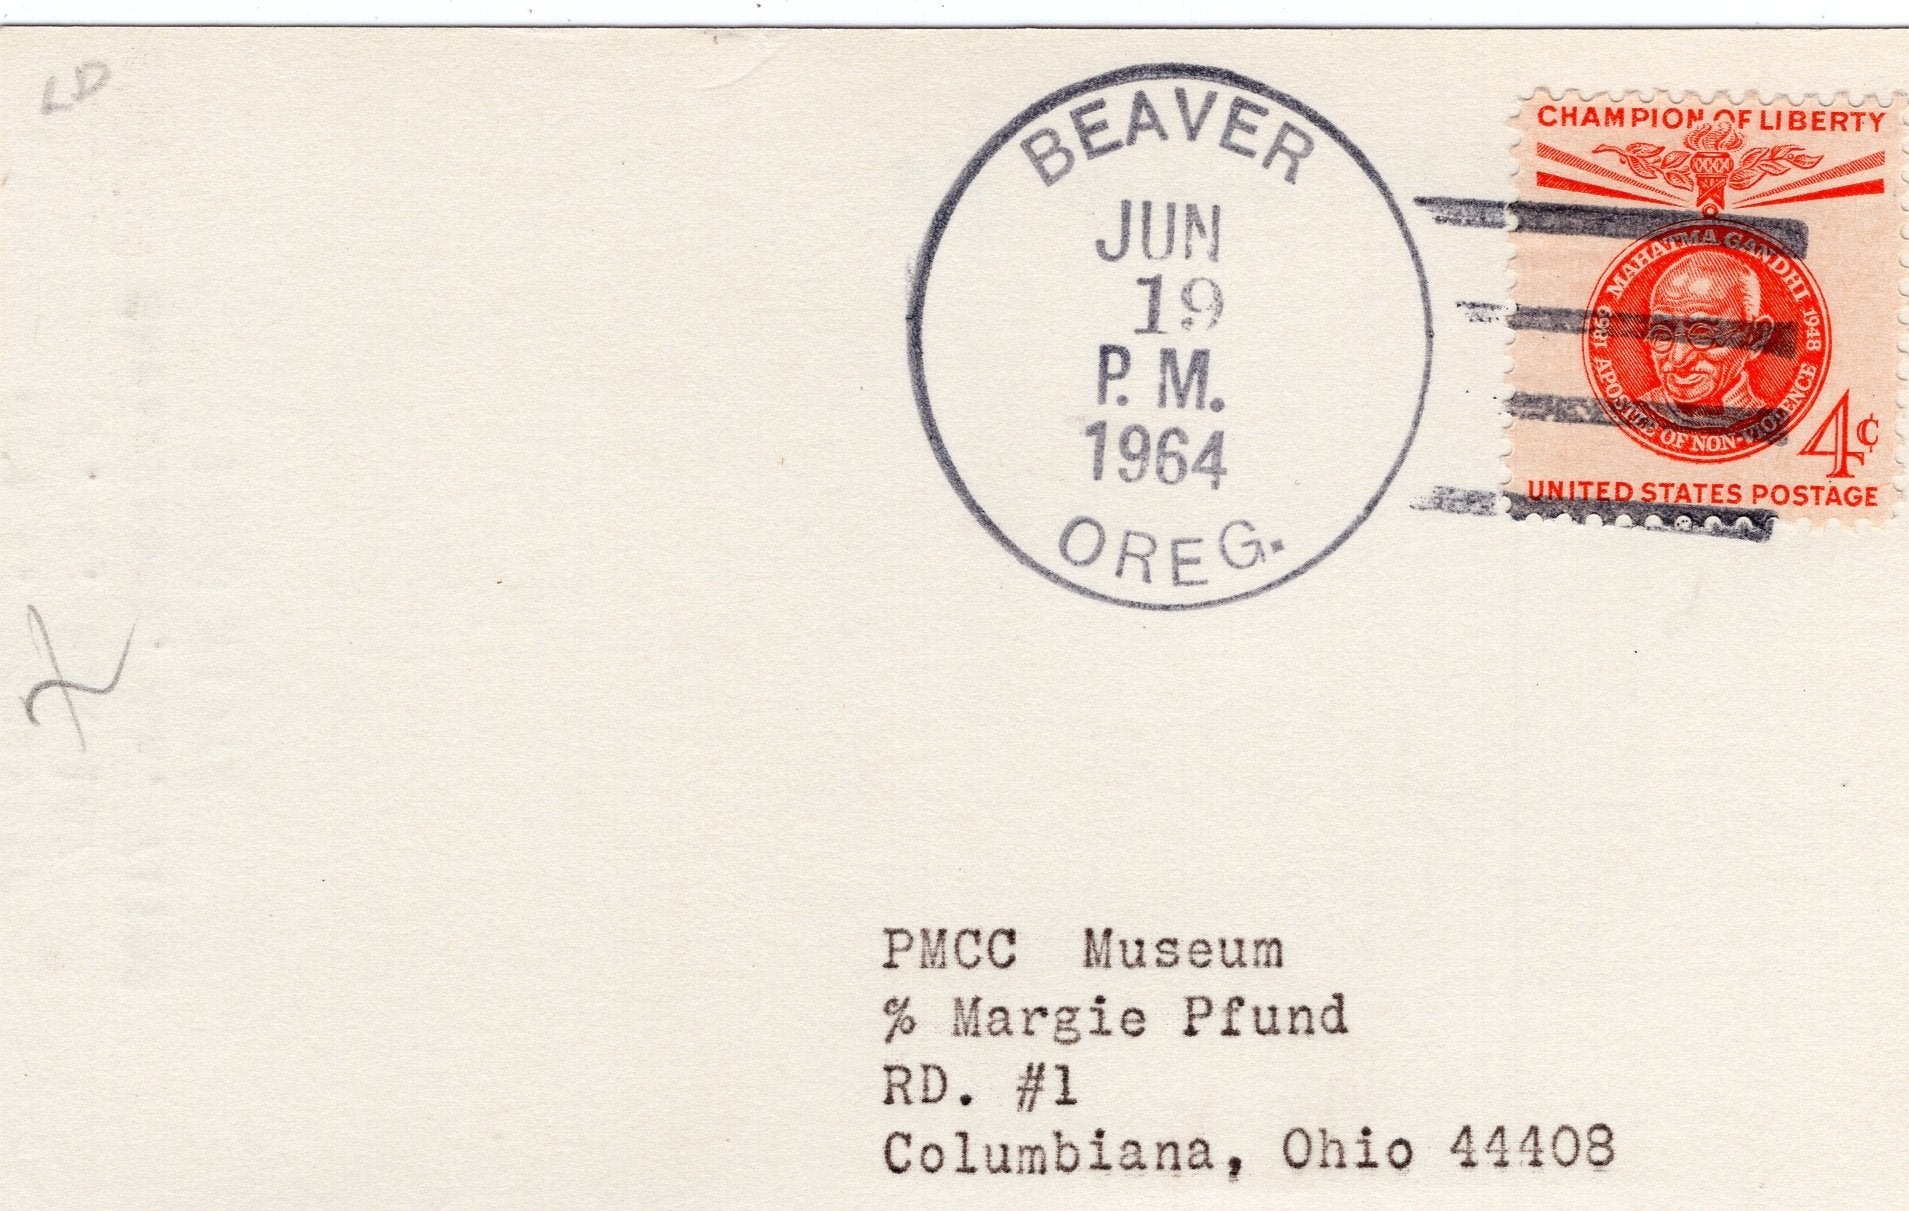 LD
BEAVER
JUN
19
P. M.
1964
OREG.
CHAMPION OF LIBERTY
1869 MAHATMA GANDHI 1948
APOSTLE OF NON-VIOLENCE
4¢
UNITED STATES POSTAGE
PMCC Museum
% Margie Pfund
RD. #1
Columbiana, Ohio 44408